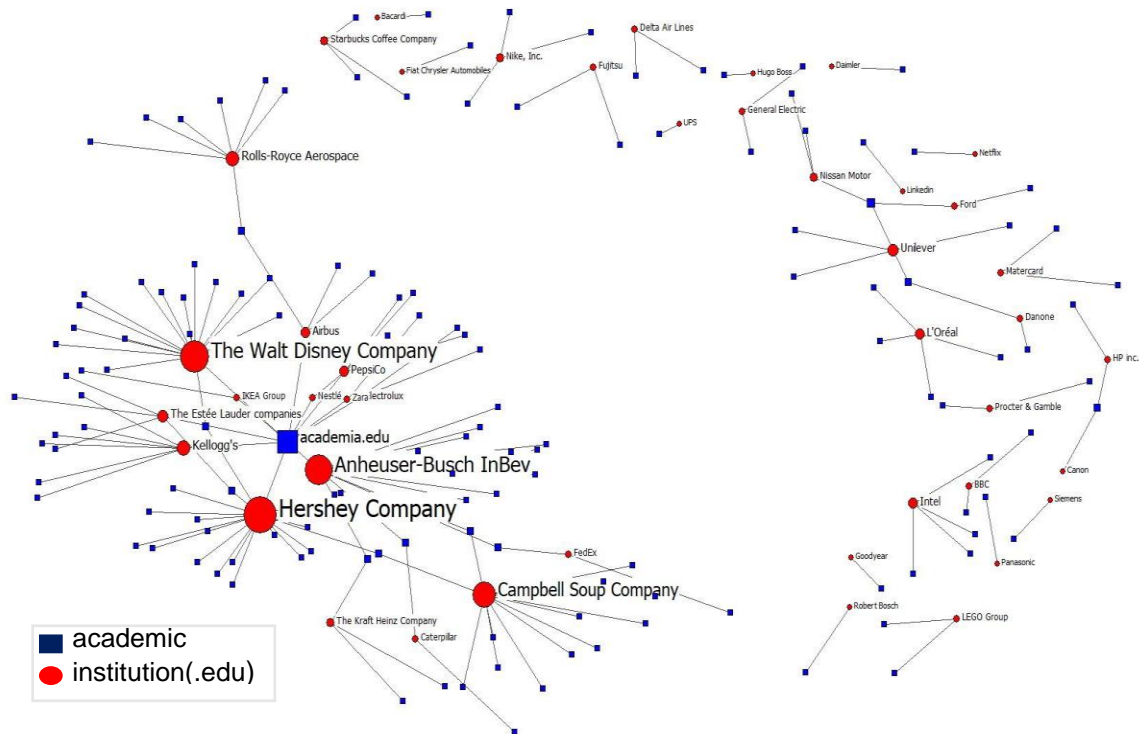 Bacardi
Starbucks Coffee Company
Fiat Chrysler Automobiles
Nike, Inc.
Delta Air Lines
Fujitsu
Hugo Boss
Daimler
General Electric
UPS
Rolls-Royce Aerospace
Netflix
Nissan Motor
Linkedin
Ford
Unilever
Matercard
Danone
Airbus
L'Oréal
The Walt Disney Company
HP inc.
PepsiCo
IKEA Group
Nestlé
Zara
lectrolux
Procter & Gamble
The Estée Lauder companies
academia.edu
Kellogg's
Anheuser-Busch InBev
Canon
BBC
Hershey Company
Intel
Siemens
FedEx
Goodyear
Panasonic
Campbell Soup Company
Robert Bosch
The Kraft Heinz Company
LEGO Group
Caterpilar
academic
institution(.edu)